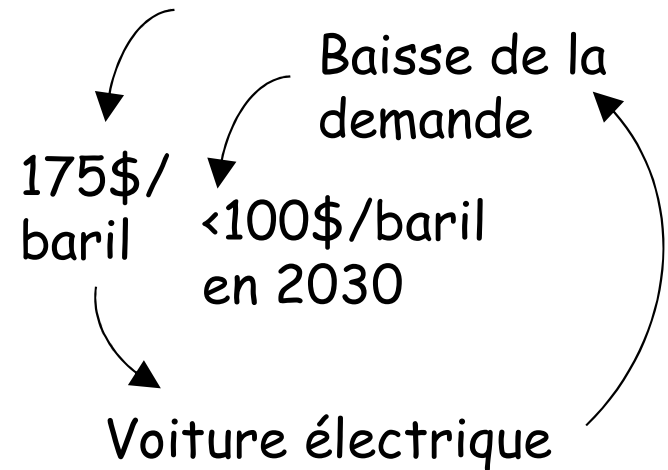 Baisse de la
demande
175$/
baril
<100$/baril
en 2030
Voiture électrique